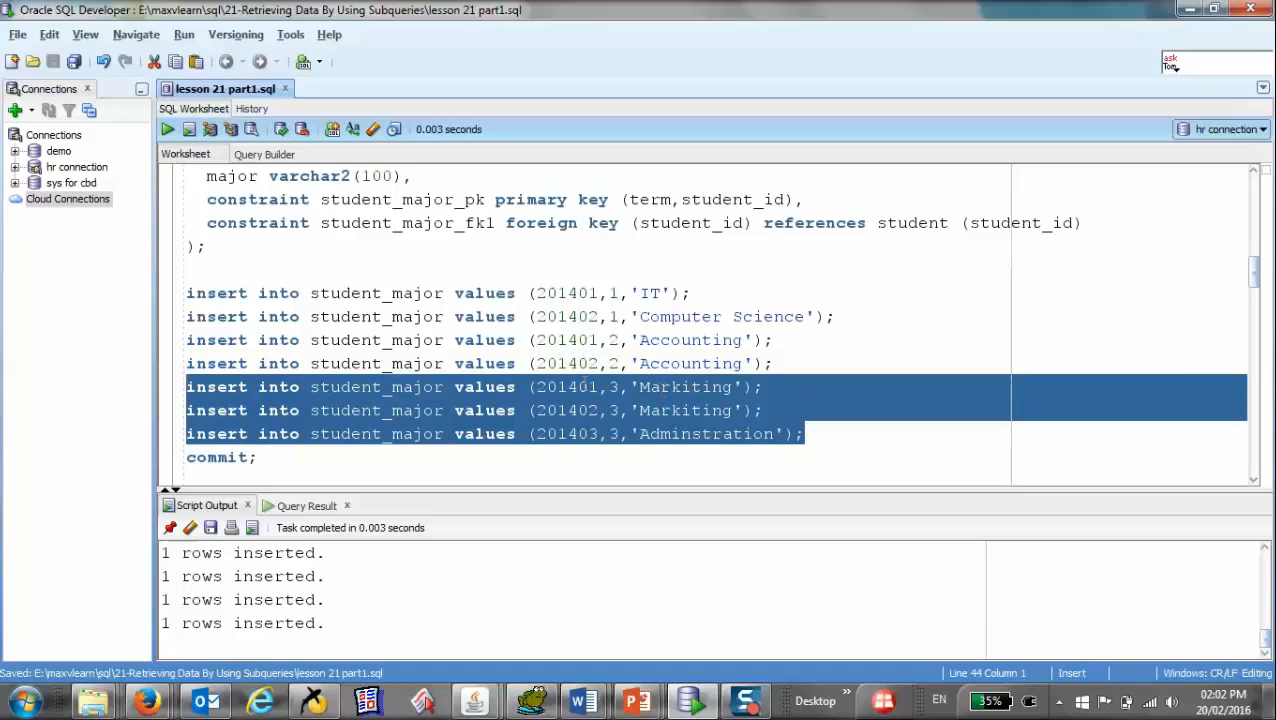 Oracle SQL Developer : E:\maxvlearn\sql\21-Retrieving Data By Using Subqueries\lesson 21 part1.sql
File Edit View Navigate Run Versioning Tools Help
ask
Tom
Connections
lesson 21 part1.sql
SQL Worksheet History
0.003 seconds
hr connection
Worksheet Query Builder
Connections
demo
hr connection
sys for cbd
Cloud Connections
major varchar2(100),
constraint student_major_pk primary key (term,student_id),
constraint student_major_fk1 foreign key (student_id) references student (student_id)
);
insert into student_major values (201401,1,'IT');
insert into student_major values (201402,1,'Computer Science');
insert into student_major values (201401,2,'Accounting');
insert into student_major values (201402,2,'Accounting');
insert into student_major values (201401,3,'Markiting');
insert into student_major values (201402,3,'Markiting');
insert into student_major values (201403,3,'Adminstration');
commit;
Script Output Query Result
Task completed in 0.003 seconds
1 rows inserted.
1 rows inserted.
1 rows inserted.
1 rows inserted.
Saved: E:\maxvlearn\sql\21-Retrieving Data By Using Subqueries\lesson 21 part1.sql
Line 44 Column 1 Insert Windows: CR/LF Editing
Desktop EN 35% 02:02 PM
20/02/2016